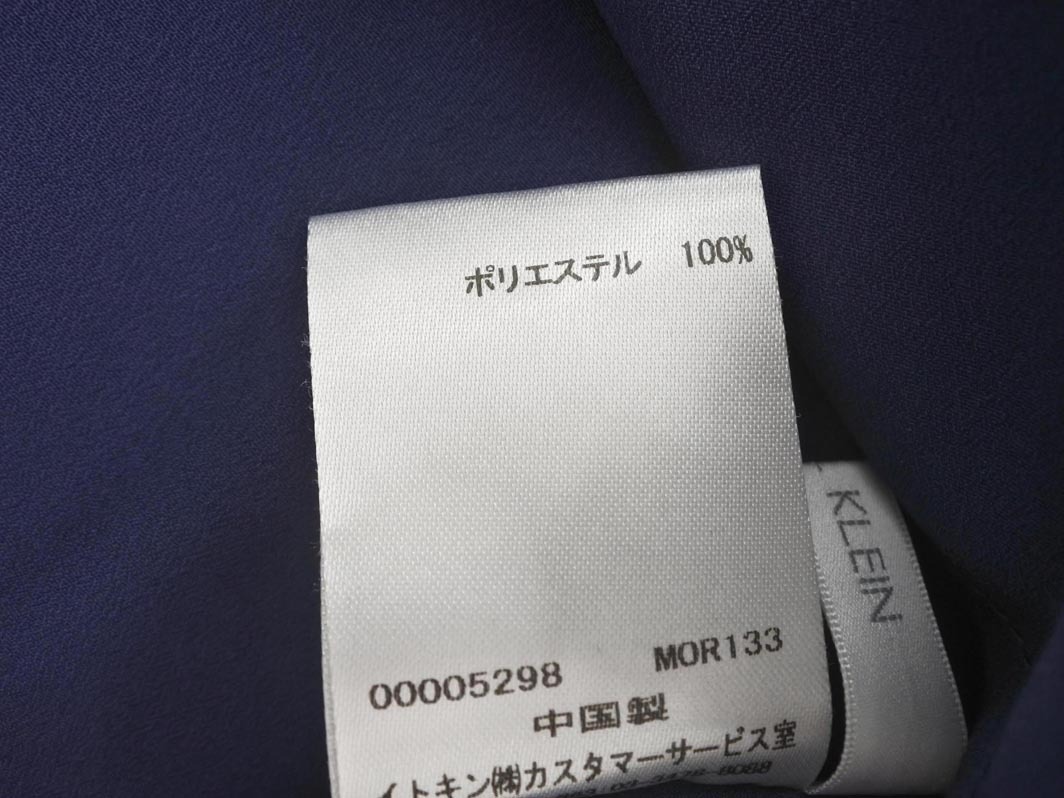 ポリエステル 100%
00005298 MOR133
中国製
イトキン㈱カスタマーサービス室
KLEIN